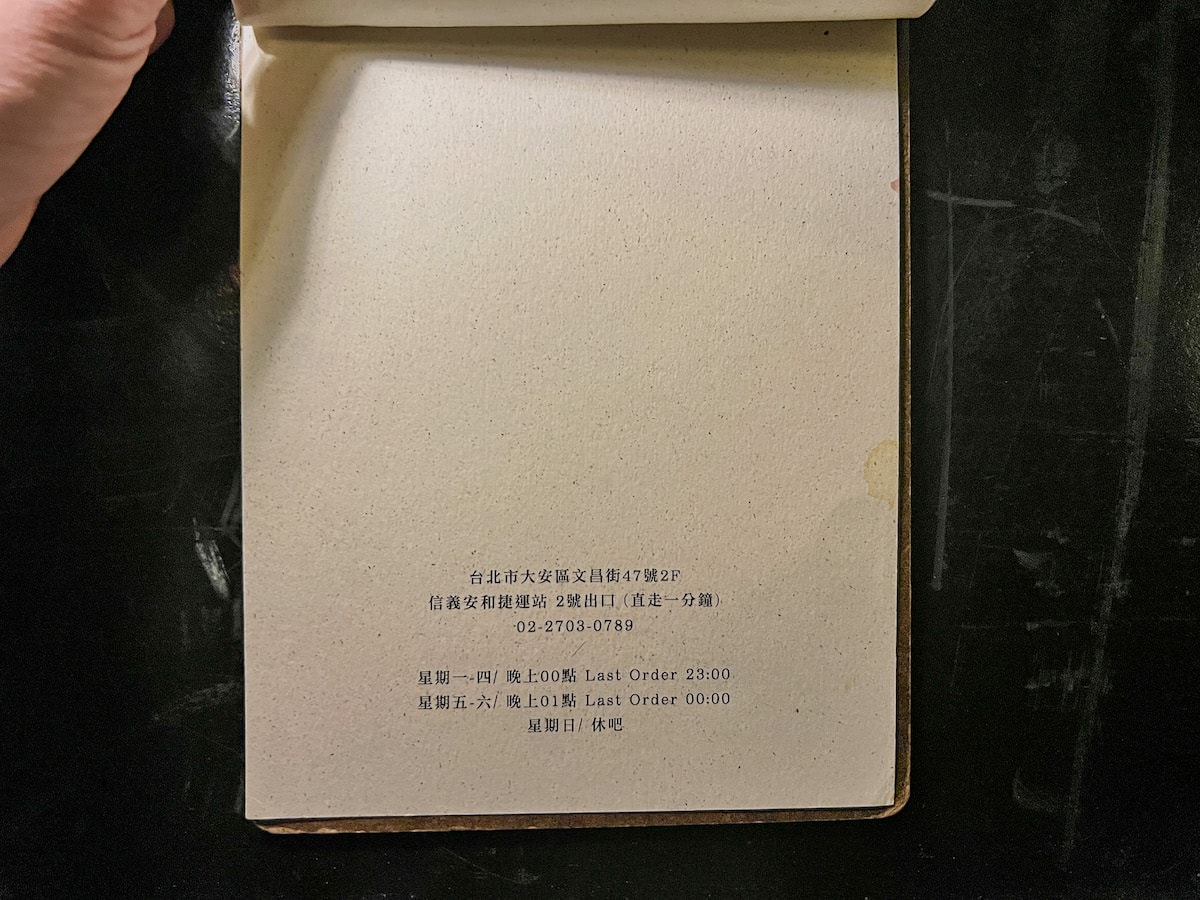 台北市大安區文昌街47號2F
信義安和捷運站 2號出口 (直走一分鐘)
02-2703-0789
星期一-四/ 晚上00點 Last Order 23:00
星期五-六/ 晚上01點 Last Order 00:00
星期日/ 休吧